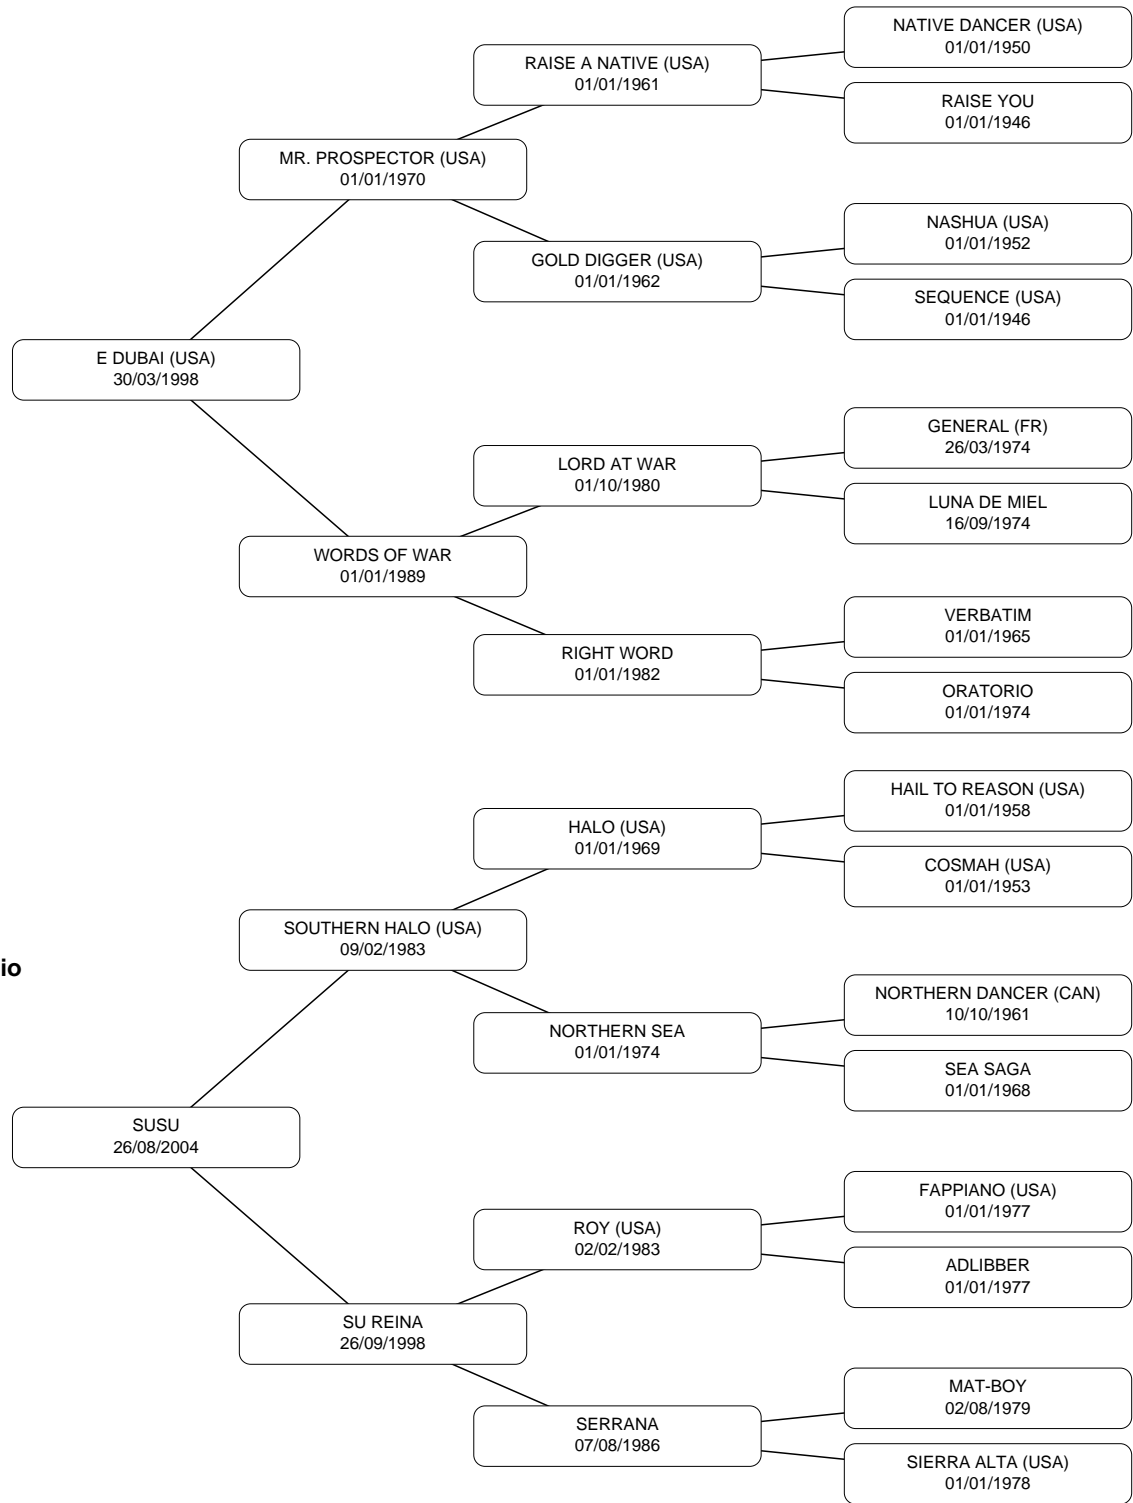 NATIVE DANCER (USA)
01/01/1950
RAISE A NATIVE (USA)
01/01/1961
RAISE YOU
01/01/1946
MR. PROSPECTOR (USA)
01/01/1970
NASHUA (USA)
01/01/1952
GOLD DIGGER (USA)
01/01/1962
SEQUENCE (USA)
01/01/1946
E DUBAI (USA)
30/03/1998
GENERAL (FR)
26/03/1974
LORD AT WAR
01/10/1980
LUNA DE MIEL
16/09/1974
WORDS OF WAR
01/01/1989
VERBATIM
01/01/1965
RIGHT WORD
01/01/1982
ORATORIO
01/01/1974
HAIL TO REASON (USA)
01/01/1958
HALO (USA)
01/01/1969
COSMAH (USA)
01/01/1953
SOUTHERN HALO (USA)
09/02/1983
io
NORTHERN DANCER (CAN)
10/10/1961
NORTHERN SEA
01/01/1974
SEA SAGA
01/01/1968
SUSU
26/08/2004
FAPPIANO (USA)
01/01/1977
ROY (USA)
02/02/1983
ADLIBBER
01/01/1977
SU REINA
26/09/1998
MAT-BOY
02/08/1979
SERRANA
07/08/1986
SIERRA ALTA (USA)
01/01/1978